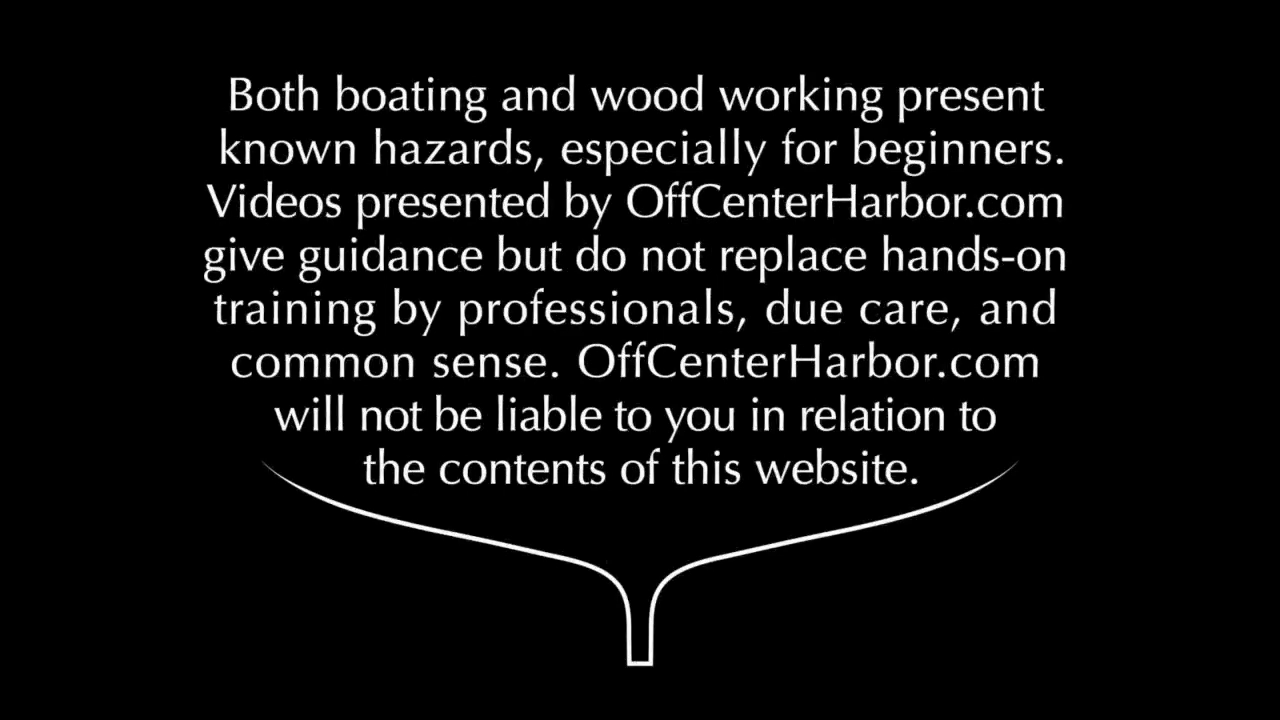 Both boating and wood working present
known hazards, especially for beginners.
Videos presented by OffCenterHarbor.com
give guidance but do not replace hands-on
training by professionals, due care, and
common sense. OffCenterHarbor.com
will not be liable to you in relation to
the contents of this website.